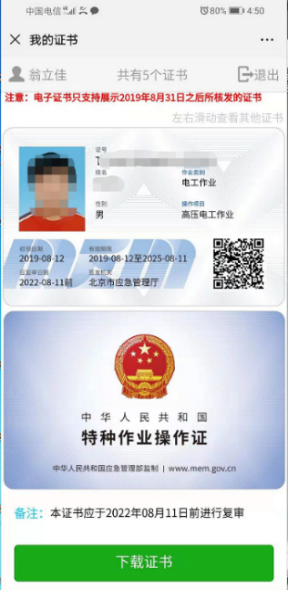 中国电信 4:50
80%
我的证书
翁立佳 共有5个证书 退出
注意：电子证书只支持展示2019年8月31日之后所核发的证书
左右滑动查看其他证书
证号
T
姓名 作业类别
电工作业
性别 操作项目
男 高压电工作业
初领日期 有效期限
2019-08-12 2019-08-12至2025-08-11
应复审日期 签发机关
2022-08-11前 北京市应急管理厅
中华人民共和国
特种作业操作证
中华人民共和国应急管理部监制 | www.mem.gov.cn
备注：本证书应于2022年08月11日前进行复审
下载证书